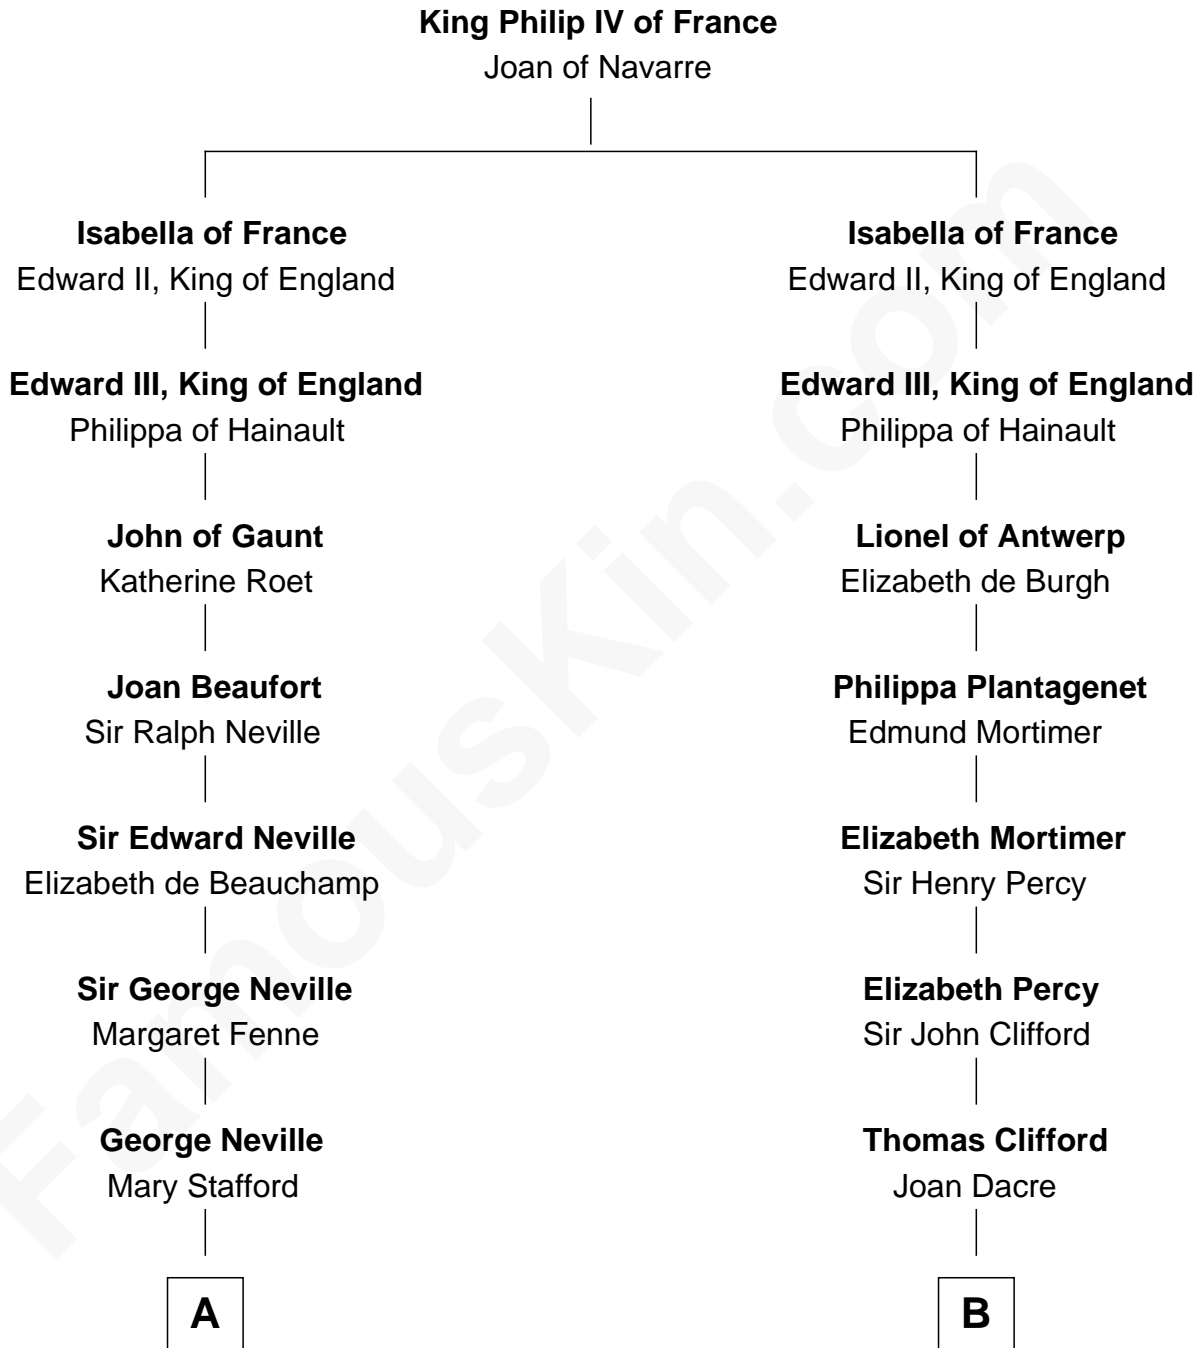 King Philip IV of France
Joan of Navarre
Isabella of France
Edward II, King of England
Edward III, King of England
Philippa of Hainault
John of Gaunt
Katherine Roet
Joan Beaufort
Sir Ralph Neville
Sir Edward Neville
Elizabeth de Beauchamp
Sir George Neville
Margaret Fenne
George Neville
Mary Stafford
A
Isabella of France
Edward II, King of England
Edward III, King of England
Philippa of Hainault
Lionel of Antwerp
Elizabeth de Burgh
Philippa Plantagenet
Edmund Mortimer
Elizabeth Mortimer
Sir Henry Percy
Elizabeth Percy
Sir John Clifford
Thomas Clifford
Joan Dacre
B
FamousKin.com